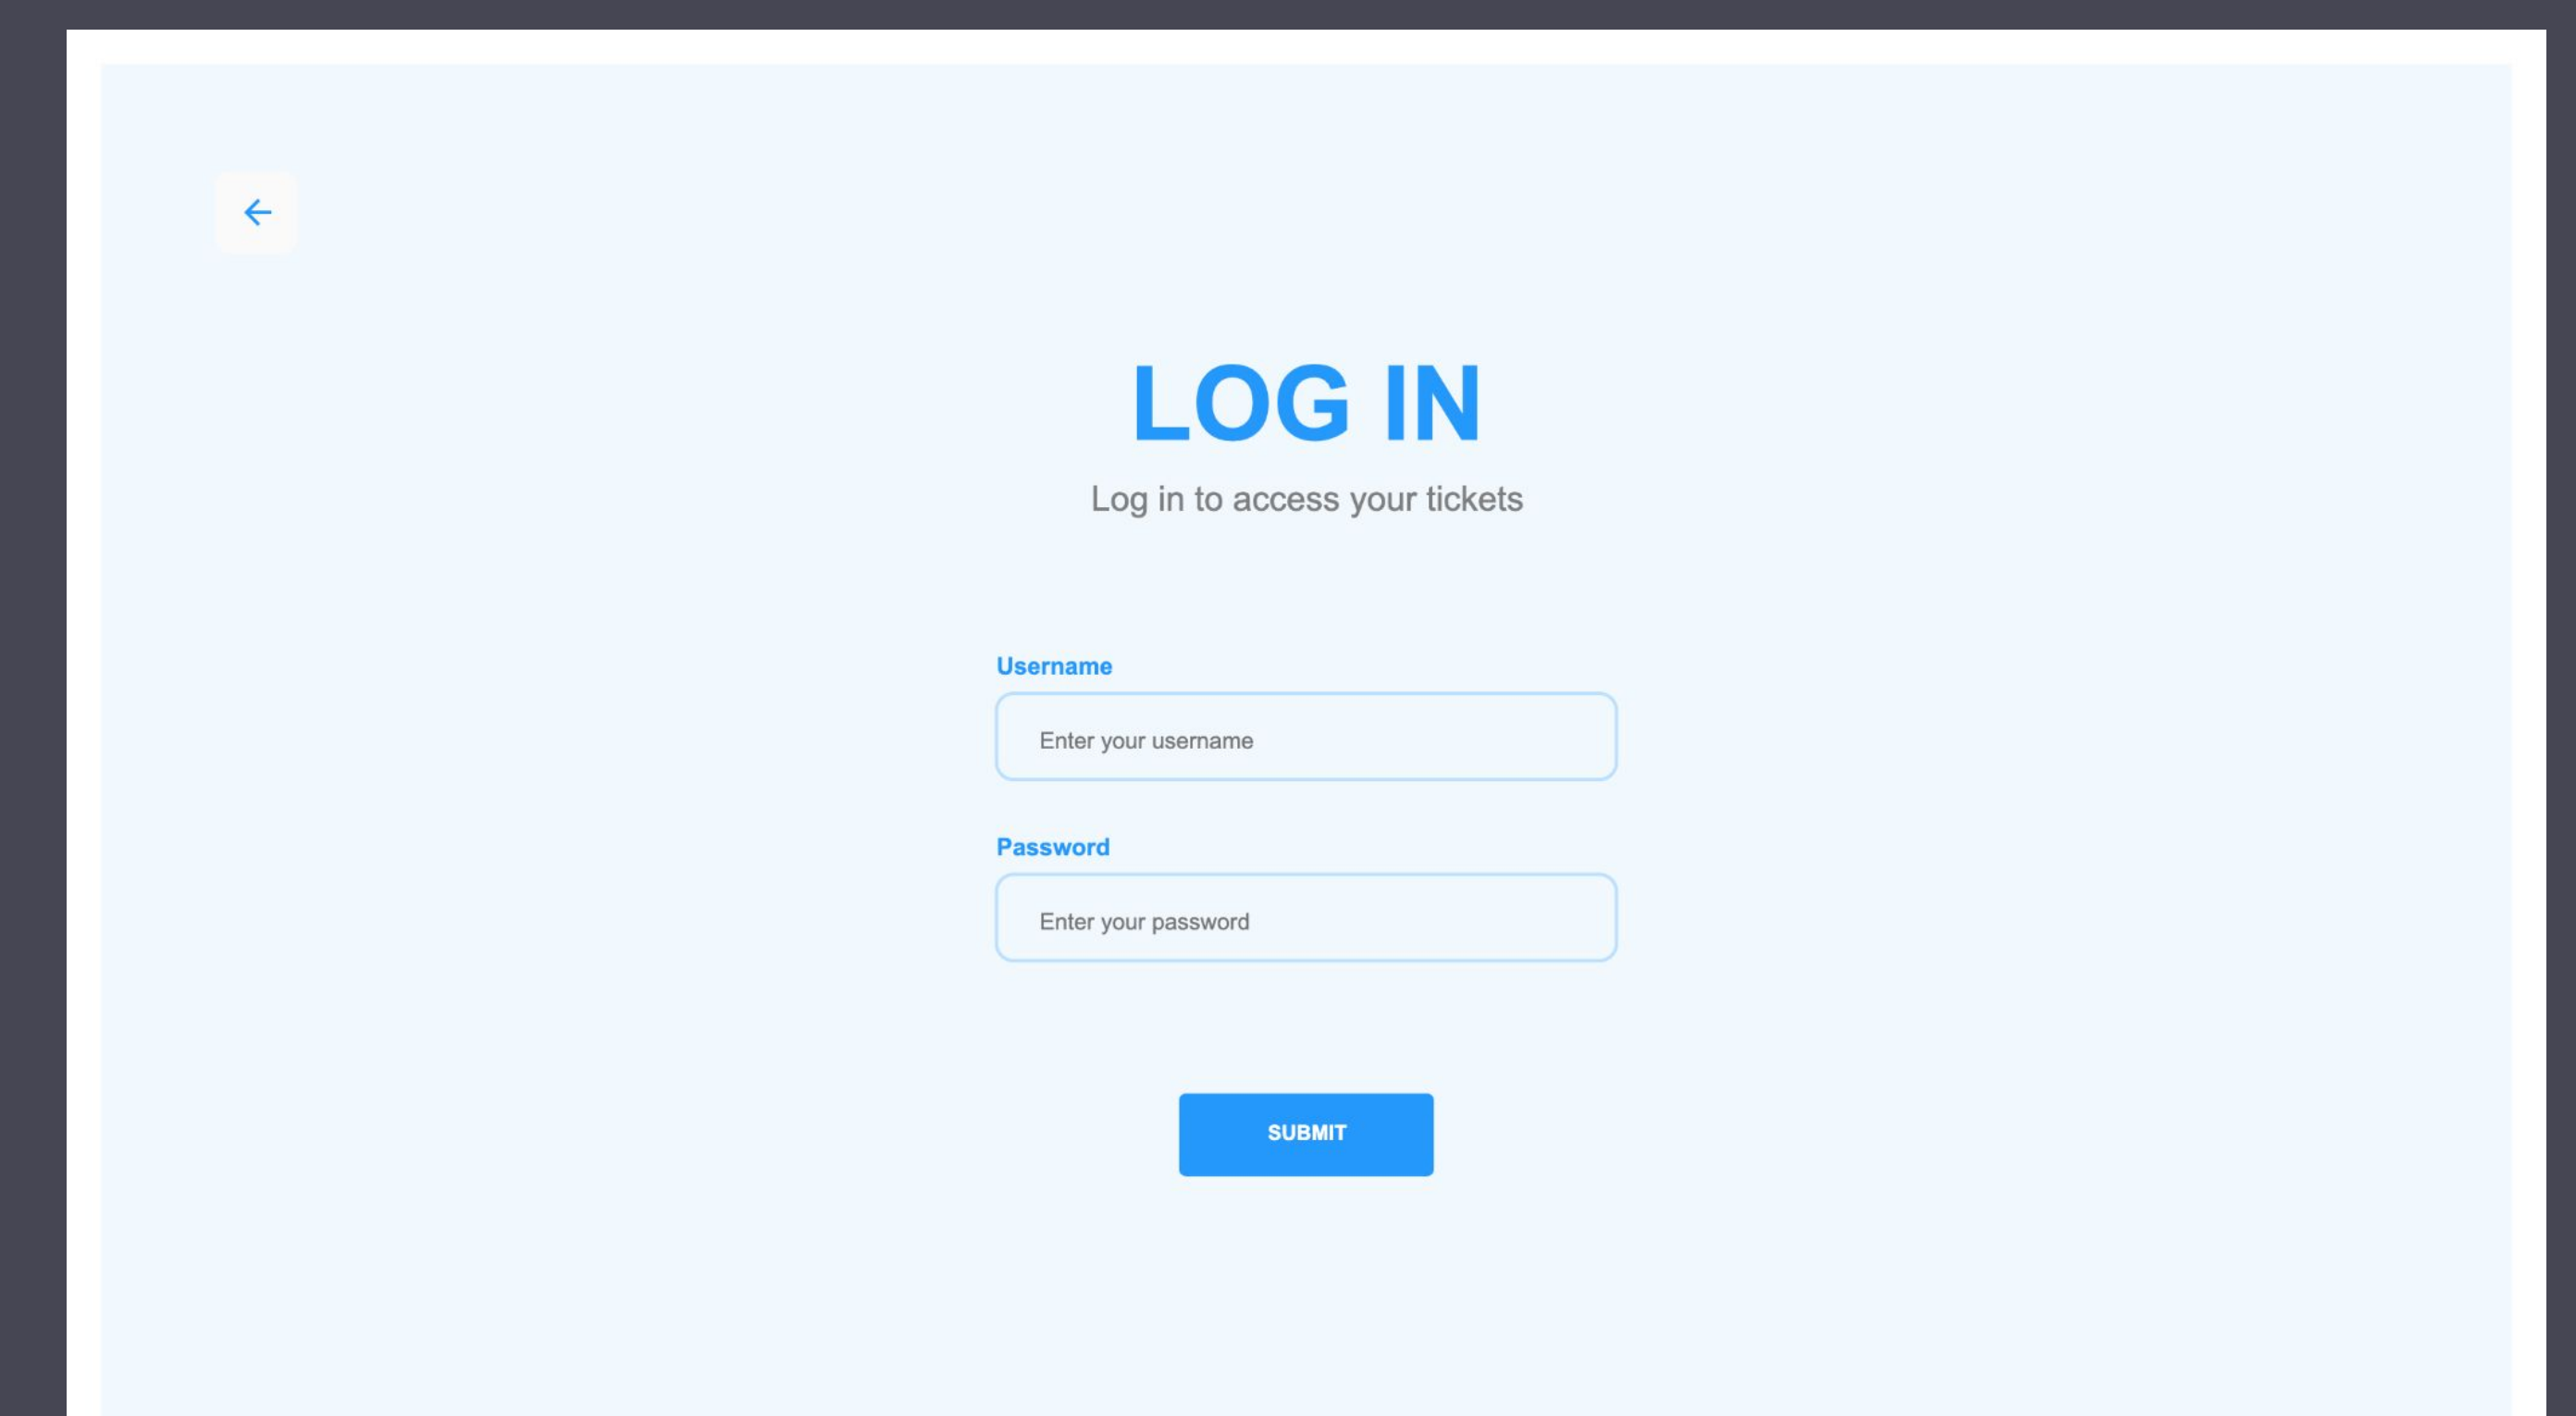 LOG IN
Log in to access your tickets
Username
Enter your username
Password
Enter your password
SUBMIT